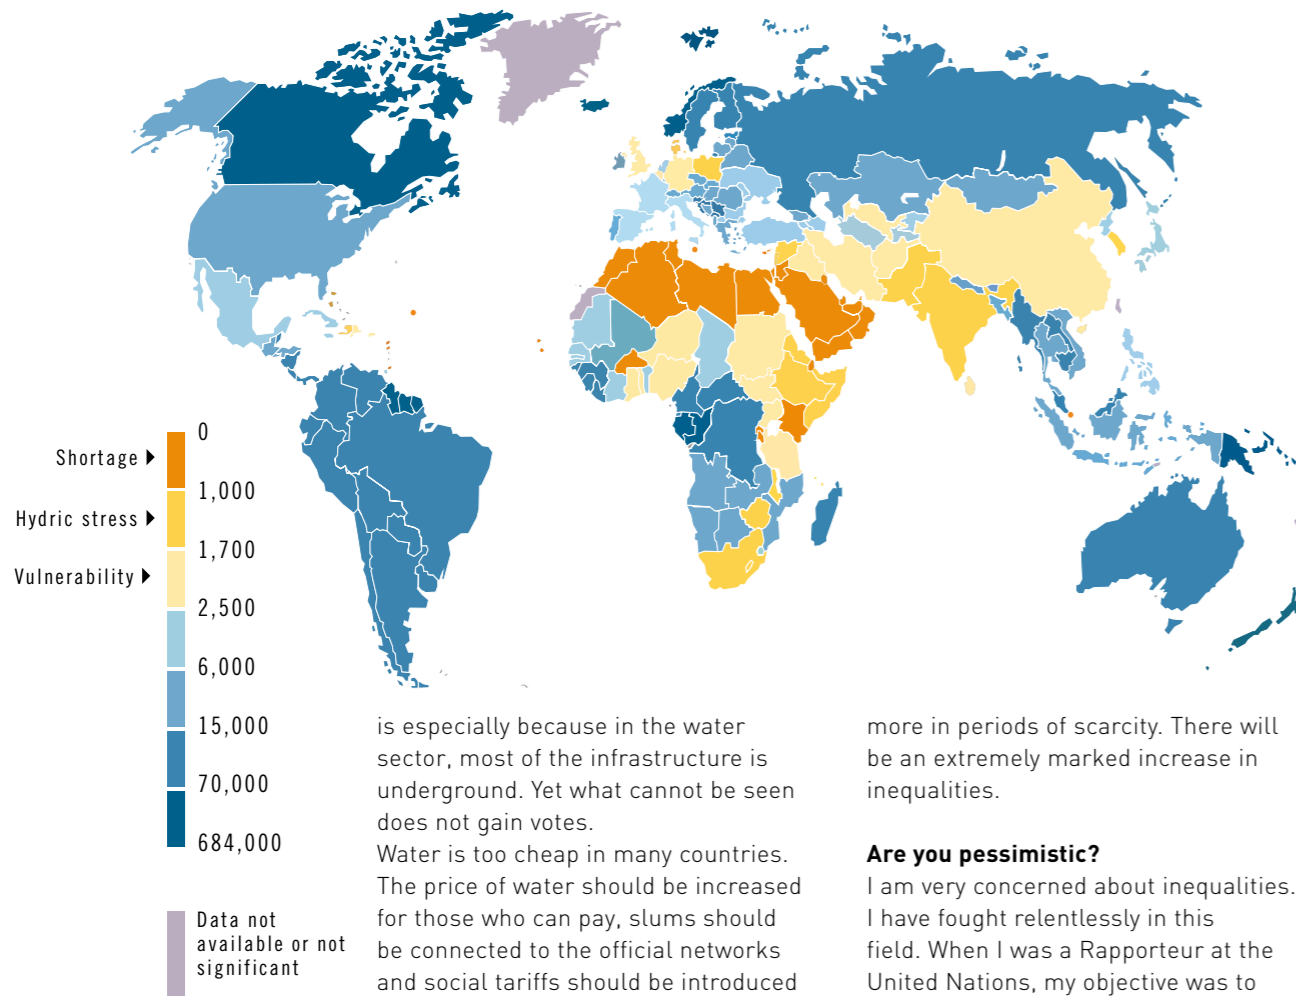 0
Shortage
1,000
Hydric stress
1,700
Vulnerability
2,500
6,000
15,000
70,000
684,000
Data not
available or not
significant
is especially because in the water
sector, most of the infrastructure is
underground. Yet what cannot be seen
does not gain votes.
Water is too cheap in many countries.
The price of water should be increased
for those who can pay, slums should
be connected to the official networks
and social tariffs should be introduced
more in periods of scarcity. There will
be an extremely marked increase in
inequalities.
Are you pessimistic?
I am very concerned about inequalities.
I have fought relentlessly in this
field. When I was a Rapporteur at the
United Nations, my objective was to